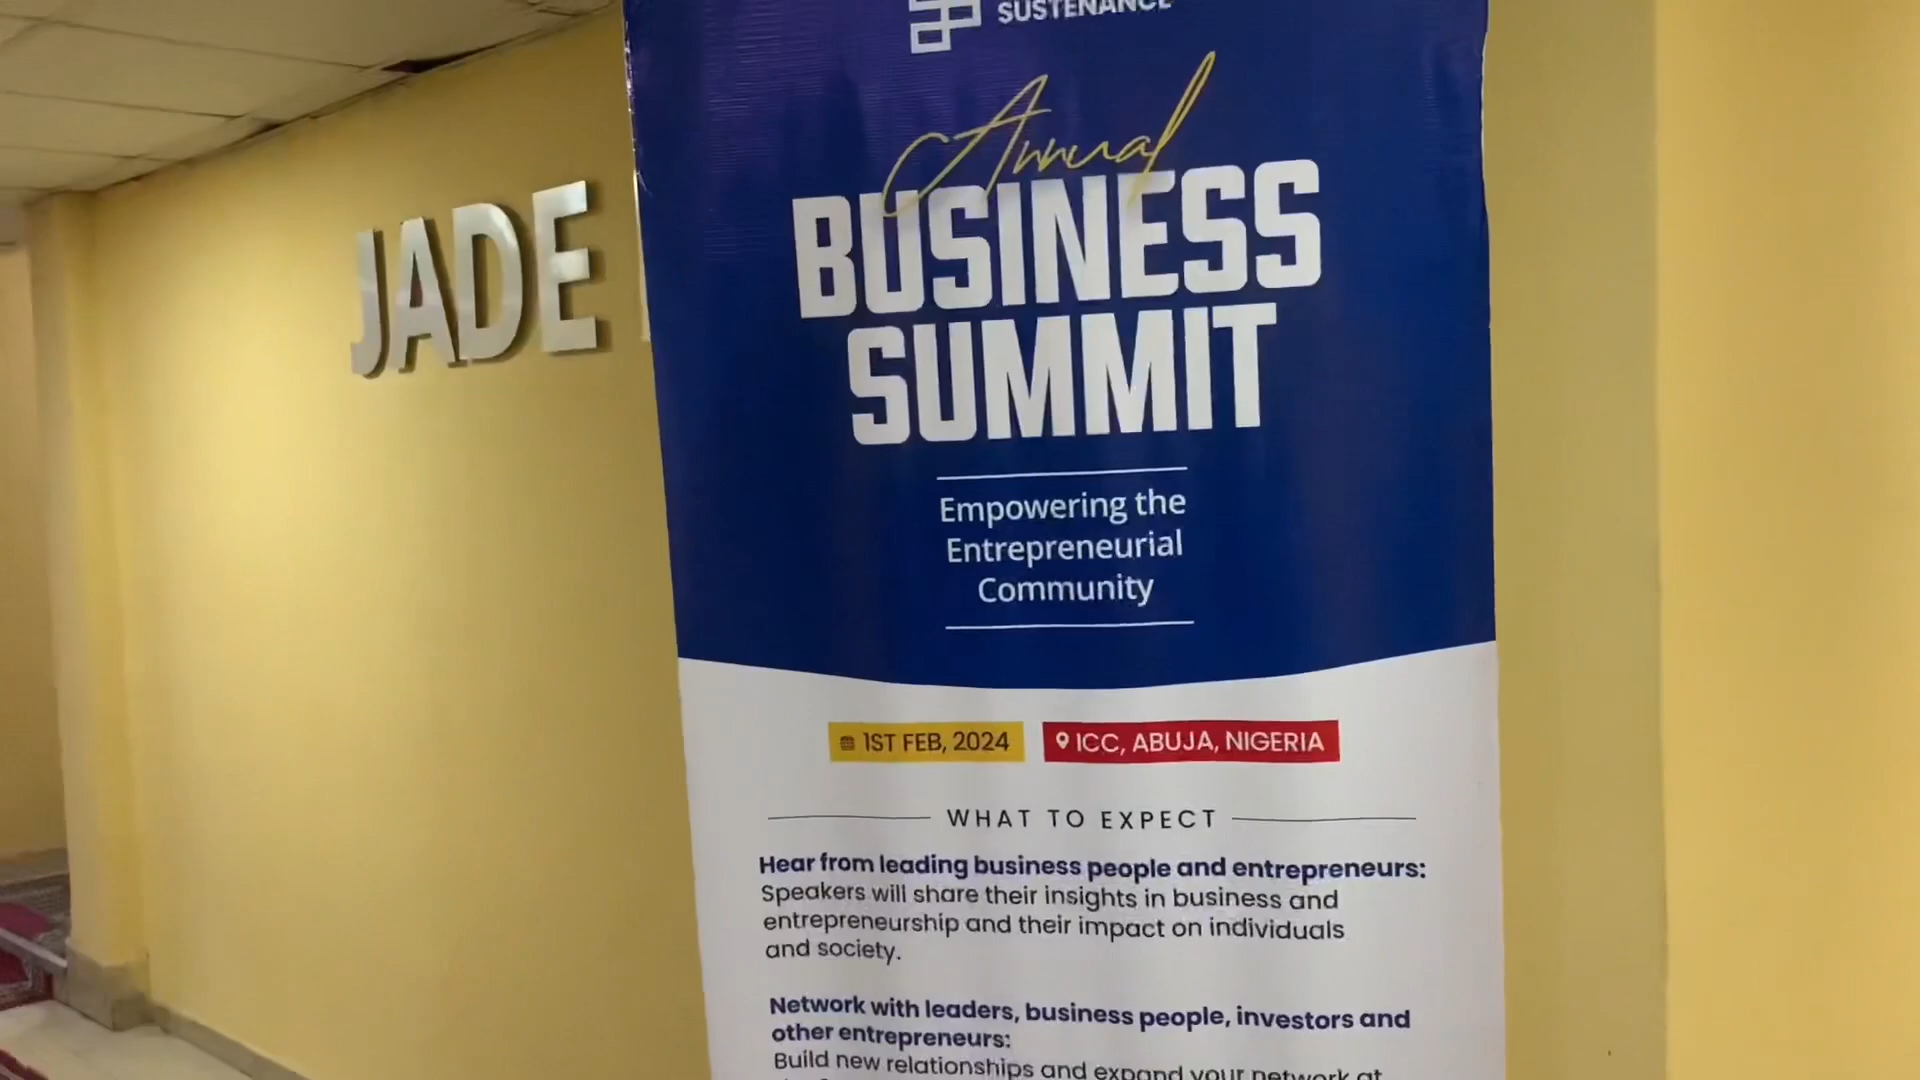 SUSTENANCE
Annual
BUSINESS
SUMMIT
JADE
Empowering the
Entrepreneurial
Community
1ST FEB, 2024
ICC, ABUJA, NIGERIA
WHAT TO EXPECT
Hear from leading business people and entrepreneurs:
Speakers will share their insights in business and
entrepreneurship and their impact on individuals
and society.
Network with leaders, business people, investors and
other entrepreneurs:
Build new relationships and expand your network at